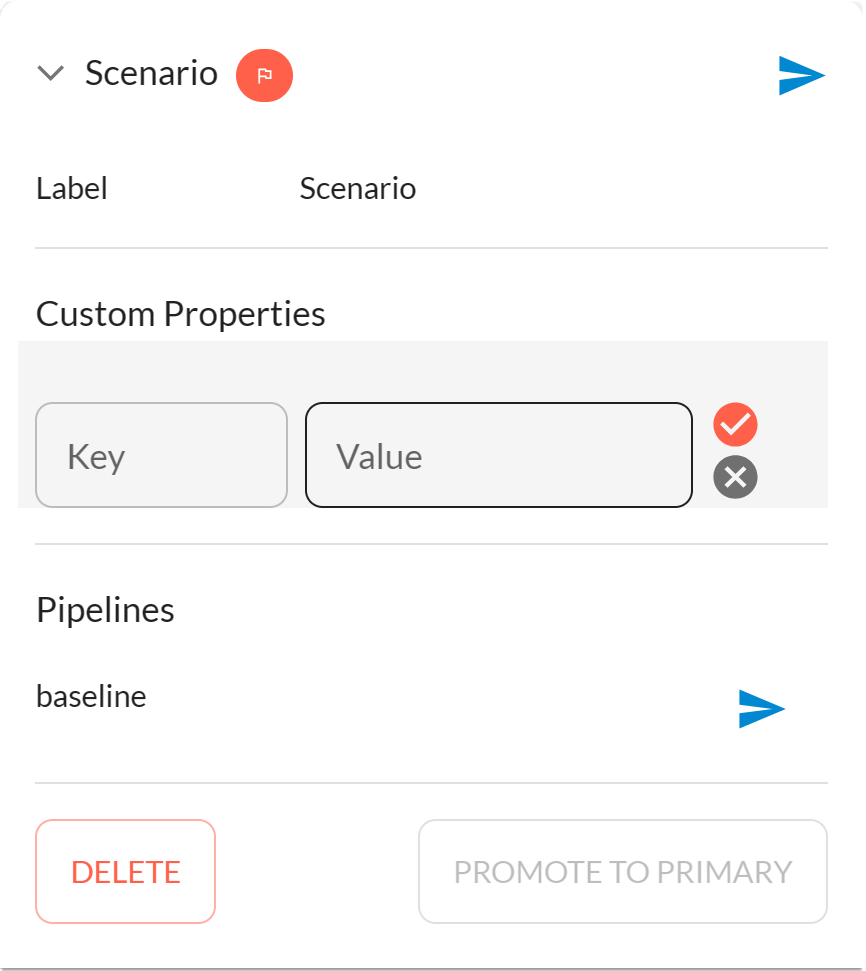 Scenario
Label Scenario
Custom Properties
Key Value
Pipelines
baseline
DELETE PROMOTE TO PRIMARY